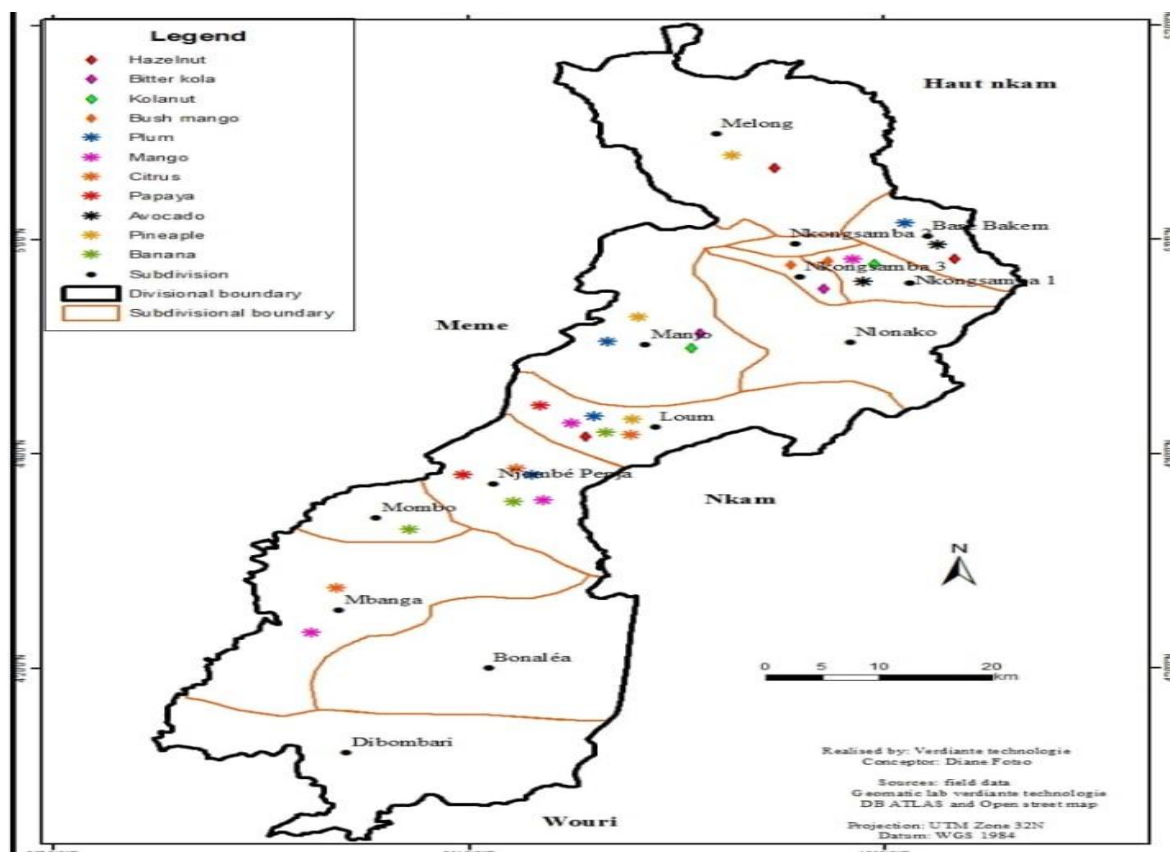 Legend
Hazelnut
Bitter kola
Kolanut
Bush mango
Plum
Mango
Citrus
Papaya
Avocado
Pineaple
Banana
Subdivision
Divisional boundary
Subdivisional boundary
Haut nkam
Melong
Bare Bakem
Nkongsamba 2
Nkongsamba 3
Nkongsamba 1
Meme
Manjo
Nlonako
Loum
Njombé Penja
Nkam
Mombo
N
Mbanga
Bonaléa
0 5 10 20
km
Dibombari
Realised by: Verdiante technologie
Conceptor: Diane Fotso
Sources: field data
Geomatic lab verdiante technologie
DB ATLAS and Open street map
Projection: UTM Zone 32N
Datum: WGS 1984
Wouri